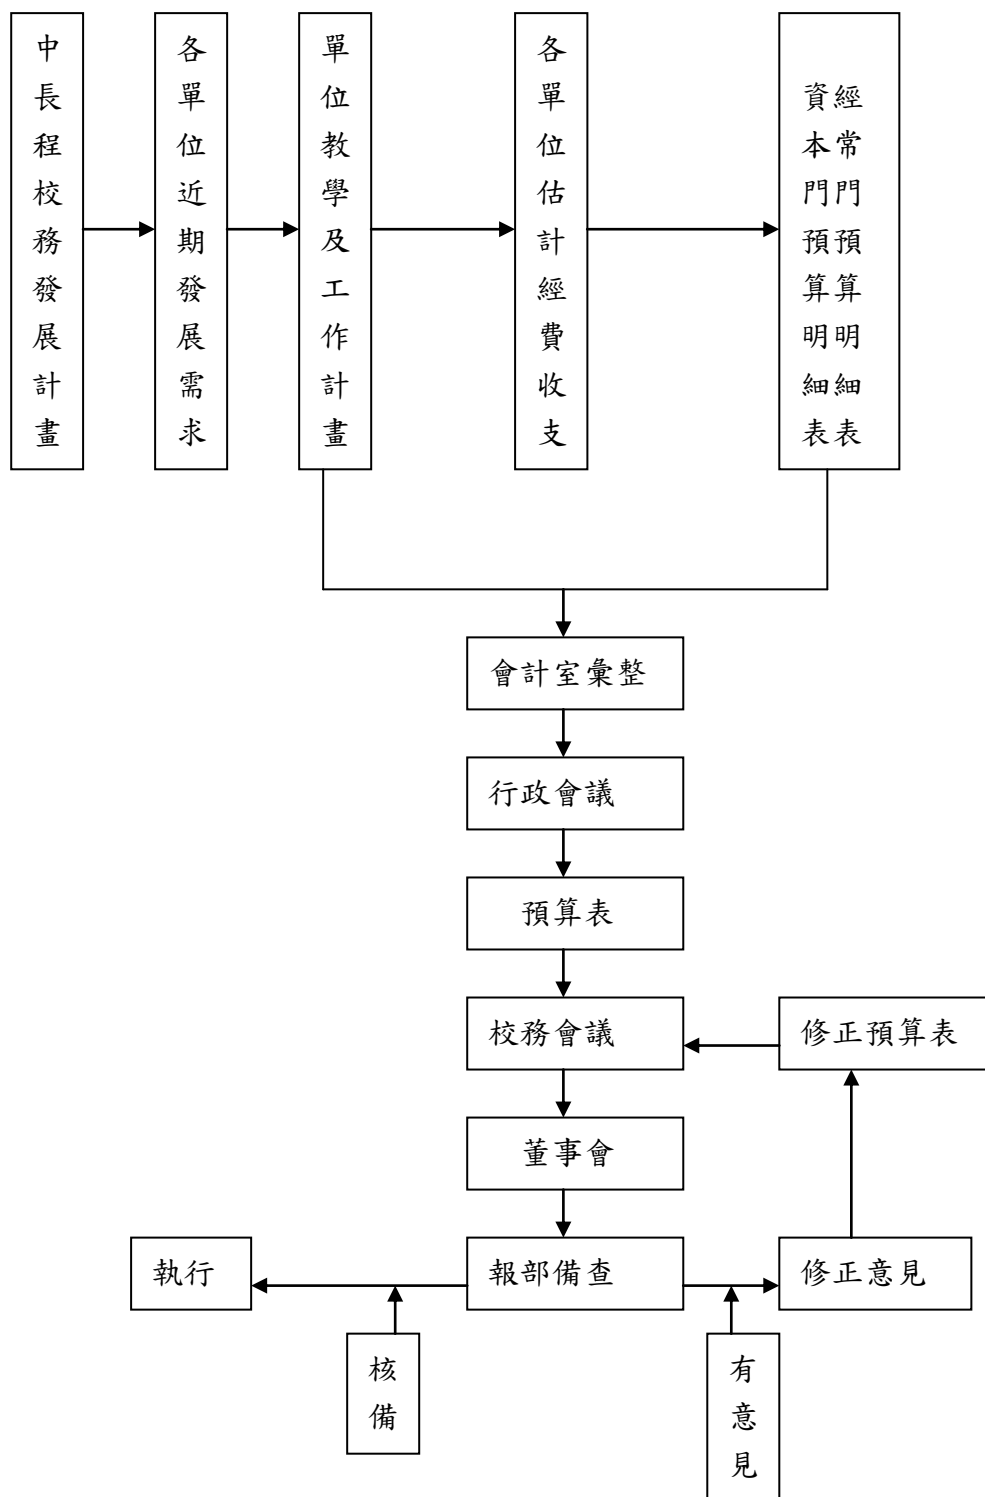 中長程校務發展計畫
各單位近期發展需求
單位教學及工作計畫
各單位估計經費收支
經常門預算明細表
資本門預算明細表
會計室彙整
行政會議
預算表
校務會議
修正預算表
董事會
執行
報部備查
修正意見
核備
有意見